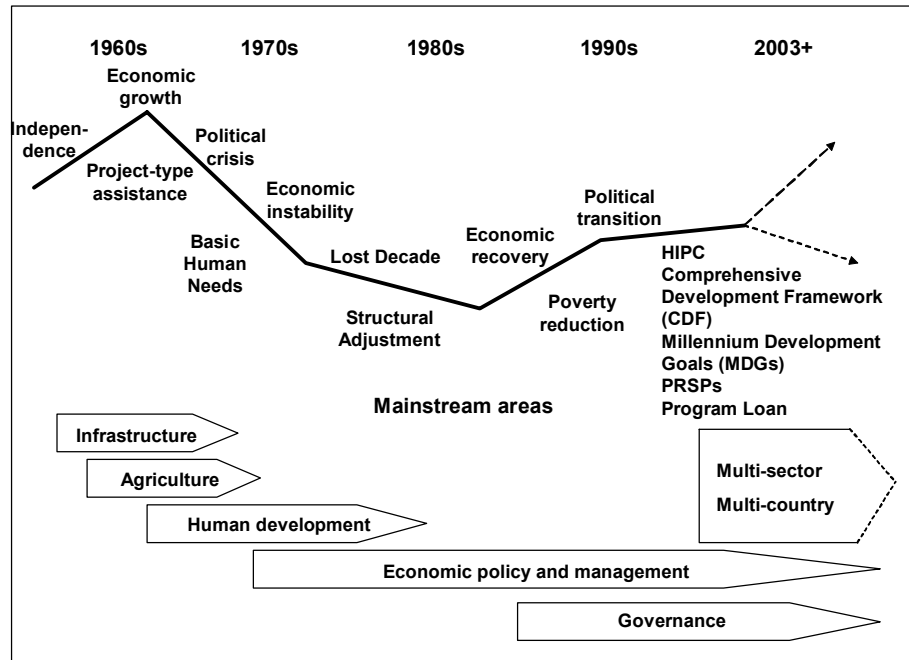 1960s 1970s 1980s 1990s 2003+
Economic
growth
Indepen-
dence
Political
crisis
Project-type
assistance
Economic
instability
Basic
Human
Needs
Lost Decade
Structural
Adjustment
Economic
recovery
Political
transition
Poverty
reduction
HIPC
Comprehensive
Development Framework
(CDF)
Millennium Development
Goals (MDGs)
PRSPs
Program Loan
Mainstream areas
Infrastructure
Agriculture
Human development
Multi-sector
Multi-country
Economic policy and management
Governance